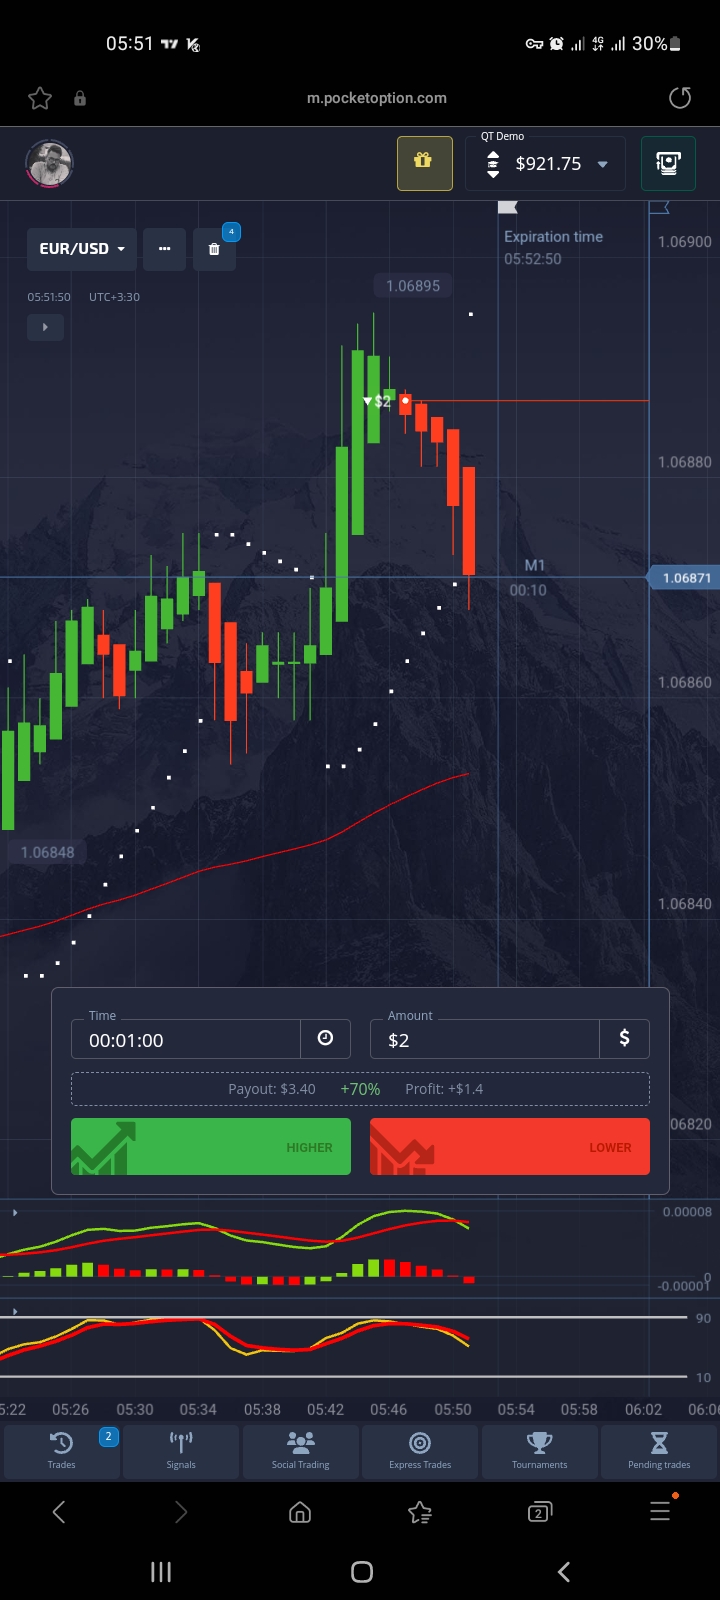 05:51
4G
30%
m.pocketoption.com
QT Demo
$921.75
EUR/USD
4
Expiration time
05:52:50
1.06900
05:51:50 UTC+3:30
1.06895
$2
1.06880
M1
00:10
1.06871
1.06860
1.06848
1.06840
Time
00:01:00
Amount
$2
$
Payout: $3.40 +70% Profit: +$1.4
HIGHER
LOWER
06820
0.00008
0
-0.00001
90
10
5:22 05:26 05:30 05:34 05:38 05:42 05:46 05:50 05:54 05:58 06:02 06:06
2
Trades
Signals
Social Trading
Express Trades
Tournaments
Pending trades
2